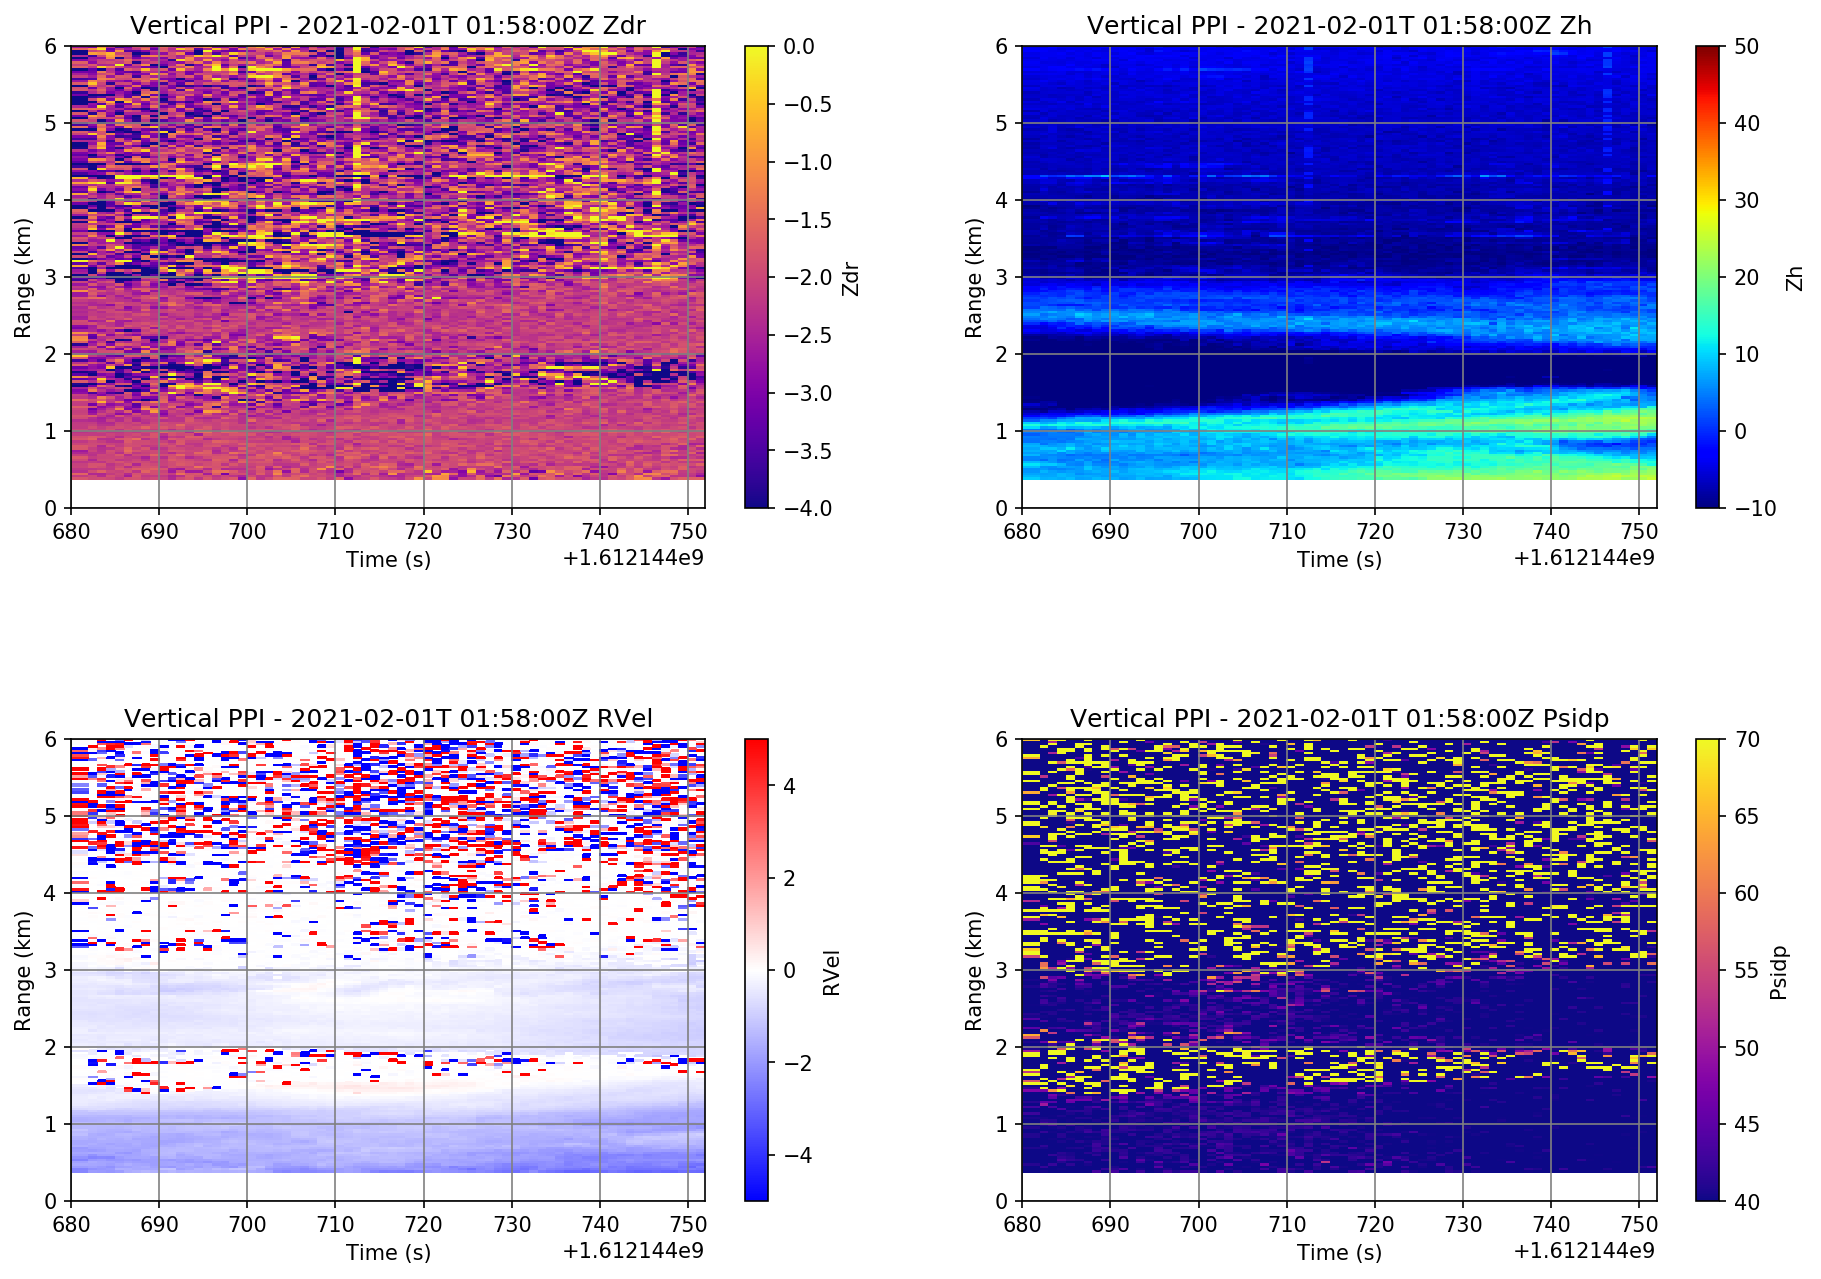 Vertical PPI - 2021-02-01T 01:58:00Z Zdr
6
5
4
3
2
1
0
Range (km)
680 690 700 710 720 730 740 750
Time (s)
+1.612144e9
0.0
−0.5
−1.0
−1.5
−2.0
−2.5
−3.0
−3.5
−4.0
Zdr
Vertical PPI - 2021-02-01T 01:58:00Z Zh
6
5
4
3
2
1
0
Range (km)
680 690 700 710 720 730 740 750
Time (s)
+1.612144e9
50
40
30
20
10
0
−10
Zh
Vertical PPI - 2021-02-01T 01:58:00Z RVel
6
5
4
3
2
1
0
Range (km)
680 690 700 710 720 730 740 750
Time (s)
+1.612144e9
4
2
0
−2
−4
RVel
Vertical PPI - 2021-02-01T 01:58:00Z Psidp
6
5
4
3
2
1
0
Range (km)
680 690 700 710 720 730 740 750
Time (s)
+1.612144e9
70
65
60
55
50
45
40
Psidp